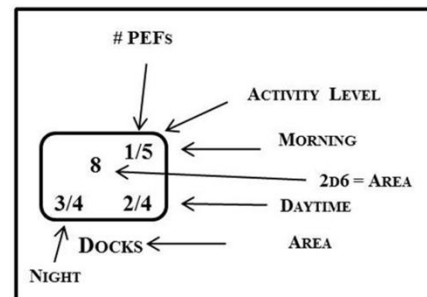 # PEFs
ACTIVITY LEVEL
1/5
MORNING
8
2D6 = AREA
3/4 2/4
DAYTIME
DOCKS
AREA
NIGHT